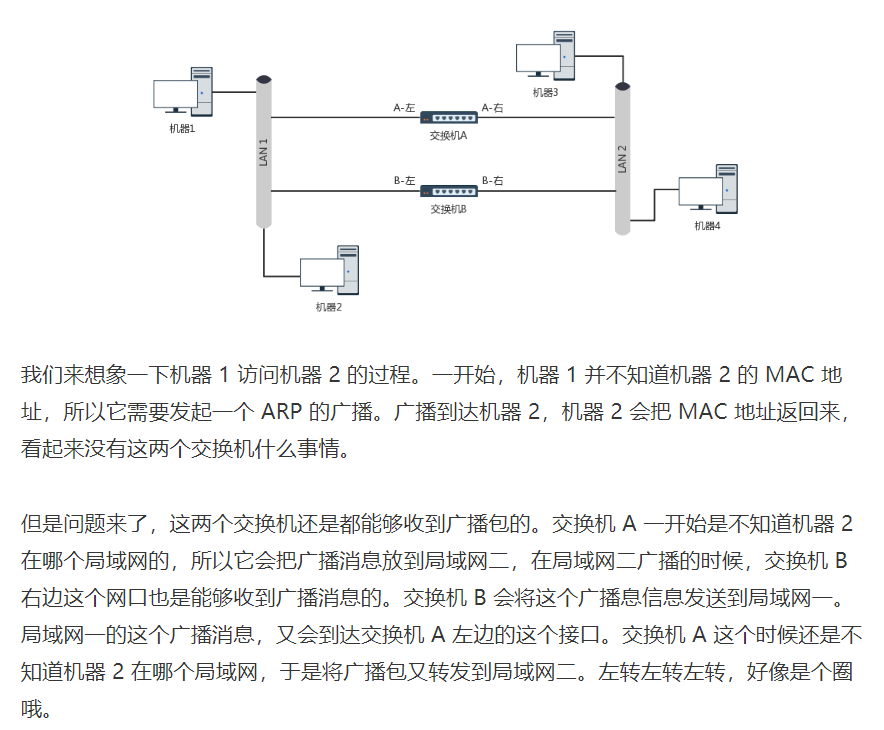 机器3
机器1
A-左
A-右
交换机A
LAN 1
LAN 2
B-左
B-右
交换机B
机器4
机器2
我们来想象一下机器 1 访问机器 2 的过程。一开始，机器 1 并不知道机器 2 的 MAC 地
址，所以它需要发起一个 ARP 的广播。广播到达机器 2，机器 2 会把 MAC 地址返回来，
看起来没有这两个交换机什么事情。
但是问题来了，这两个交换机还是都能够收到广播包的。交换机 A 一开始是不知道机器 2
在哪个局域网的，所以它会把广播消息放到局域网二，在局域网二广播的时候，交换机 B
右边这个网口也是能够收到广播消息的。交换机 B 会将这个广播息信息发送到局域网一。
局域网一的这个广播消息，又会到达交换机 A 左边的这个接口。交换机 A 这个时候还是不
知道机器 2 在哪个局域网，于是将广播包又转发到局域网二。左转左转左转，好像是个圈
哦。